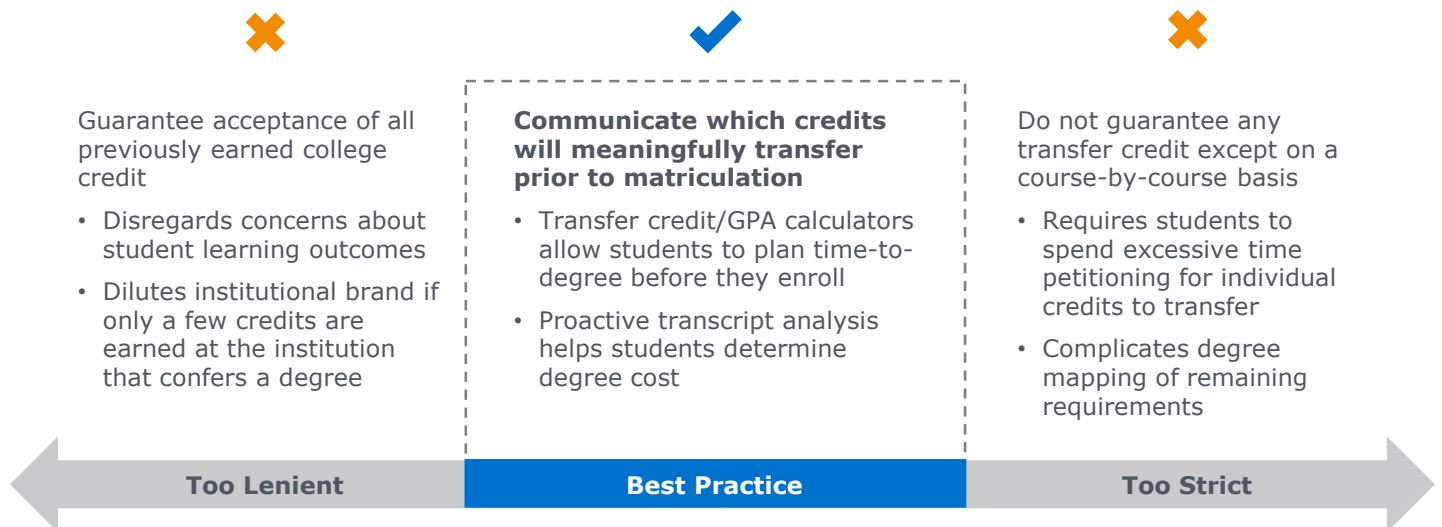 Guarantee acceptance of all
previously earned college
credit
• Disregards concerns about
student learning outcomes
• Dilutes institutional brand if
only a few credits are
earned at the institution
that confers a degree
Communicate which credits
will meaningfully transfer
prior to matriculation
• Transfer credit/GPA calculators
allow students to plan time-to-
degree before they enroll
• Proactive transcript analysis
helps students determine
degree cost
Do not guarantee any
transfer credit except on a
course-by-course basis
• Requires students to
spend excessive time
petitioning for individual
credits to transfer
• Complicates degree
mapping of remaining
requirements
Too Lenient
Best Practice
Too Strict